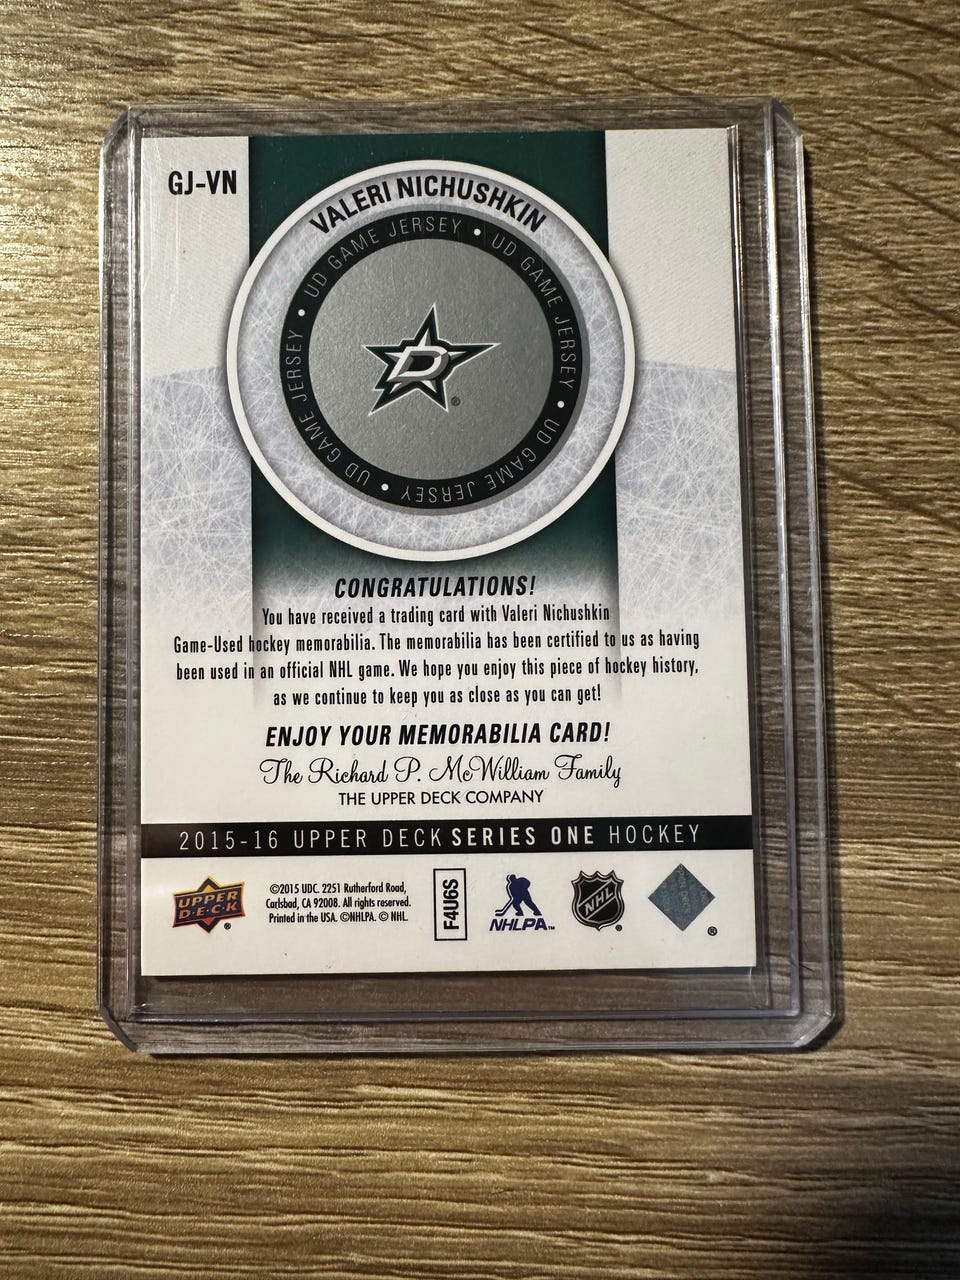 GJ-VN
VALERI NICHUSHKIN
UD GAME JERSEY • UD GAME JERSEY • UD GAME JERSEY • UD GAME JERSEY •
D
®
CONGRATULATIONS!
You have received a trading card with Valeri Nichushkin
Game-Used hockey memorabilia. The memorabilia has been certified to us as having
been used in an official NHL game. We hope you enjoy this piece of hockey history,
as we continue to keep you as close as you can get!
ENJOY YOUR MEMORABILIA CARD!
The Richard P. McWilliam Family
THE UPPER DECK COMPANY
2015-16 UPPER DECK SERIES ONE HOCKEY
UPPER
D•E•C•K
®
©2015 UDC. 2251 Rutherford Road,
Carlsbad, CA 92008. All rights reserved.
Printed in the USA. ©NHLPA. © NHL.
F4U6S
NHLPA™
NHL
®
®